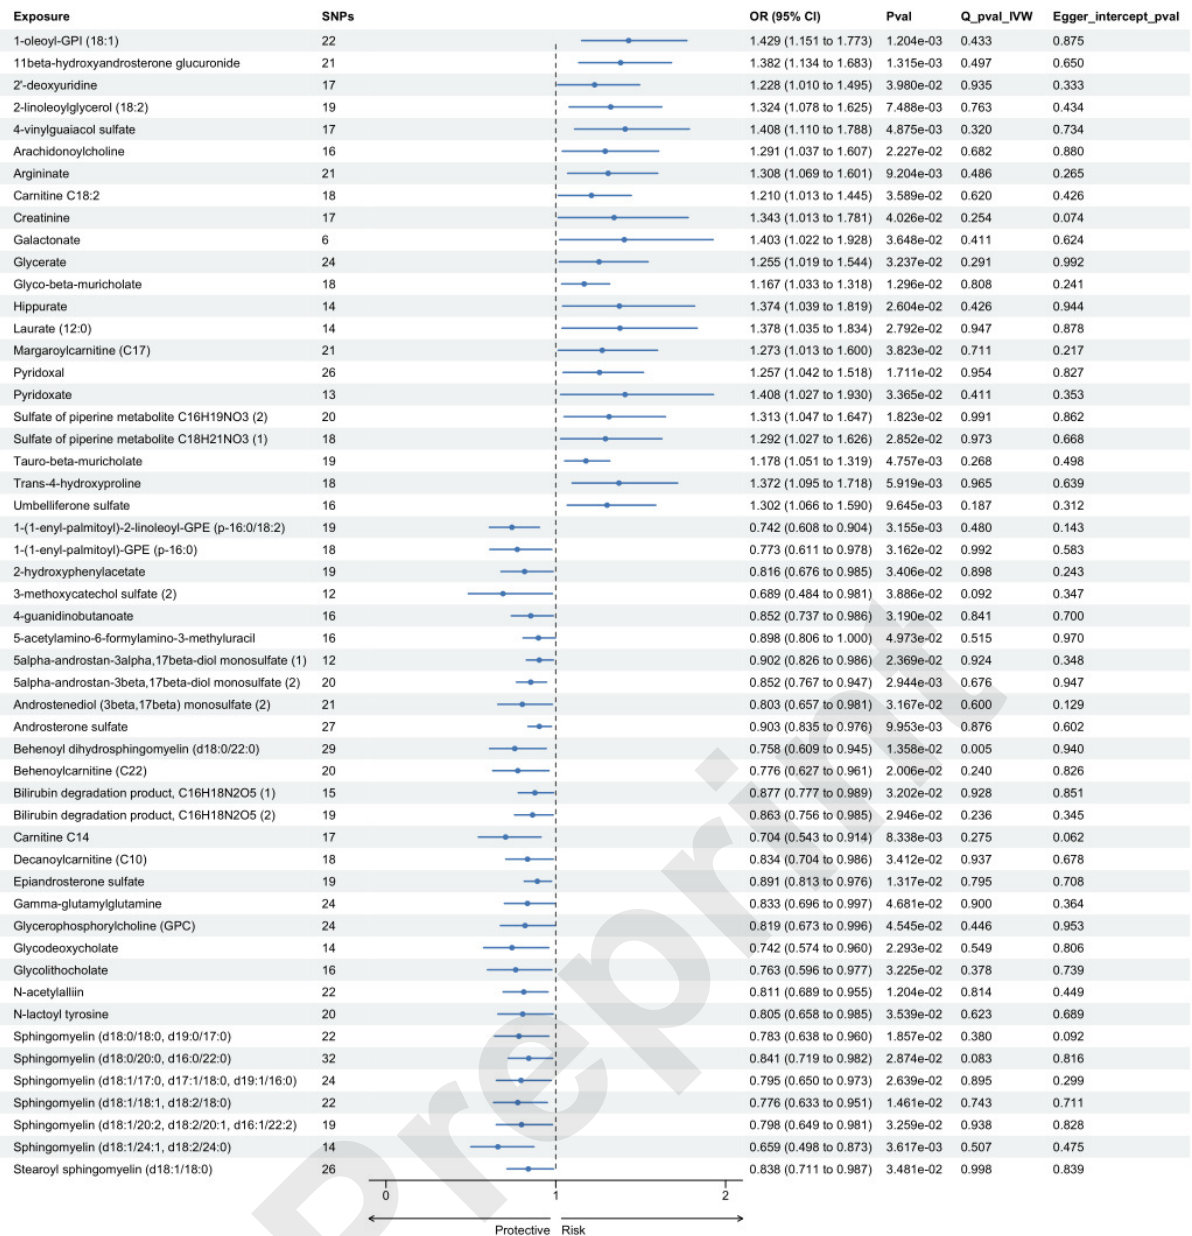 Exposure SNPs OR (95% CI) Pval Q_pval_IVW Egger_intercept_pval
1-oleoyl-GPI (18:1) 22 1.429 (1.151 to 1.773) 1.204e-03 0.433 0.875
11beta-hydroxyandrosterone glucuronide 21 1.382 (1.134 to 1.683) 1.315e-03 0.497 0.650
2'-deoxyuridine 17 1.228 (1.010 to 1.495) 3.980e-02 0.935 0.333
2-linoleoylglycerol (18:2) 19 1.324 (1.078 to 1.625) 7.488e-03 0.763 0.434
4-vinylguaiacol sulfate 17 1.408 (1.110 to 1.788) 4.875e-03 0.320 0.734
Arachidonoylcholine 16 1.291 (1.037 to 1.607) 2.227e-02 0.682 0.880
Argininate 21 1.308 (1.069 to 1.601) 9.204e-03 0.486 0.265
Carnitine C18:2 18 1.210 (1.013 to 1.445) 3.589e-02 0.620 0.426
Creatinine 17 1.343 (1.013 to 1.781) 4.026e-02 0.254 0.074
Galactonate 6 1.403 (1.022 to 1.928) 3.648e-02 0.411 0.624
Glycerate 24 1.255 (1.019 to 1.544) 3.237e-02 0.291 0.992
Glyco-beta-muricholate 18 1.167 (1.033 to 1.318) 1.296e-02 0.808 0.241
Hippurate 14 1.374 (1.039 to 1.819) 2.604e-02 0.426 0.944
Laurate (12:0) 14 1.378 (1.035 to 1.834) 2.792e-02 0.947 0.878
Margaroylcarnitine (C17) 21 1.273 (1.013 to 1.600) 3.823e-02 0.711 0.217
Pyridoxal 26 1.257 (1.042 to 1.518) 1.711e-02 0.954 0.827
Pyridoxate 13 1.408 (1.027 to 1.930) 3.365e-02 0.411 0.353
Sulfate of piperine metabolite C16H19NO3 (2) 20 1.313 (1.047 to 1.647) 1.823e-02 0.991 0.862
Sulfate of piperine metabolite C18H21NO3 (1) 18 1.292 (1.027 to 1.626) 2.852e-02 0.973 0.668
Tauro-beta-muricholate 19 1.178 (1.051 to 1.319) 4.757e-03 0.268 0.498
Trans-4-hydroxyproline 18 1.372 (1.095 to 1.718) 5.919e-03 0.965 0.639
Umbelliferone sulfate 16 1.302 (1.066 to 1.590) 9.645e-03 0.187 0.312
1-(1-enyl-palmitoyl)-2-linoleoyl-GPE (p-16:0/18:2) 19 0.742 (0.608 to 0.904) 3.155e-03 0.480 0.143
1-(1-enyl-palmitoyl)-GPE (p-16:0) 18 0.773 (0.611 to 0.978) 3.162e-02 0.992 0.583
2-hydroxyphenylacetate 19 0.816 (0.676 to 0.985) 3.406e-02 0.898 0.243
3-methoxycatechol sulfate (2) 12 0.689 (0.484 to 0.981) 3.886e-02 0.092 0.347
4-guanidinobutanoate 16 0.852 (0.737 to 0.986) 3.190e-02 0.841 0.700
5-acetylamino-6-formylamino-3-methyluracil 16 0.898 (0.806 to 1.000) 4.973e-02 0.515 0.970
5alpha-androstan-3alpha,17beta-diol monosulfate (1) 12 0.902 (0.826 to 0.986) 2.369e-02 0.924 0.348
5alpha-androstan-3beta,17beta-diol monosulfate (2) 20 0.852 (0.767 to 0.947) 2.944e-03 0.676 0.947
Androstenediol (3beta,17beta) monosulfate (2) 21 0.803 (0.657 to 0.981) 3.167e-02 0.600 0.129
Androsterone sulfate 27 0.903 (0.835 to 0.976) 9.953e-03 0.876 0.602
Behenoyl dihydrosphingomyelin (d18:0/22:0) 29 0.758 (0.609 to 0.945) 1.358e-02 0.005 0.940
Behenoylcarnitine (C22) 20 0.776 (0.627 to 0.961) 2.006e-02 0.240 0.826
Bilirubin degradation product, C16H18N2O5 (1) 15 0.877 (0.777 to 0.989) 3.202e-02 0.928 0.851
Bilirubin degradation product, C16H18N2O5 (2) 19 0.863 (0.756 to 0.985) 2.946e-02 0.236 0.345
Carnitine C14 17 0.704 (0.543 to 0.914) 8.338e-03 0.275 0.062
Decanoylcarnitine (C10) 18 0.834 (0.704 to 0.986) 3.412e-02 0.937 0.678
Epiandrosterone sulfate 19 0.891 (0.813 to 0.976) 1.317e-02 0.795 0.708
Gamma-glutamylglutamine 24 0.833 (0.696 to 0.997) 4.681e-02 0.900 0.364
Glycerophosphorylcholine (GPC) 24 0.819 (0.673 to 0.996) 4.545e-02 0.446 0.953
Glycodeoxycholate 14 0.742 (0.574 to 0.960) 2.293e-02 0.549 0.806
Glycolithocholate 16 0.763 (0.596 to 0.977) 3.225e-02 0.378 0.739
N-acetylalliin 22 0.811 (0.689 to 0.955) 1.204e-02 0.814 0.449
N-lactoyl tyrosine 20 0.805 (0.658 to 0.985) 3.539e-02 0.623 0.689
Sphingomyelin (d18:0/18:0, d19:0/17:0) 22 0.783 (0.638 to 0.960) 1.857e-02 0.380 0.092
Sphingomyelin (d18:0/20:0, d16:0/22:0) 32 0.841 (0.719 to 0.982) 2.874e-02 0.083 0.816
Sphingomyelin (d18:1/17:0, d17:1/18:0, d19:1/16:0) 24 0.795 (0.650 to 0.973) 2.639e-02 0.895 0.299
Sphingomyelin (d18:1/18:1, d18:2/18:0) 22 0.776 (0.633 to 0.951) 1.461e-02 0.743 0.711
Sphingomyelin (d18:1/20:2, d18:2/20:1, d16:1/22:2) 19 0.798 (0.649 to 0.981) 3.259e-02 0.938 0.828
Sphingomyelin (d18:1/24:1, d18:2/24:0) 14 0.659 (0.498 to 0.873) 3.617e-03 0.507 0.475
Stearoyl sphingomyelin (d18:1/18:0) 26 0.838 (0.711 to 0.987) 3.481e-02 0.998 0.839
0 1 2
Protective Risk
Preprint